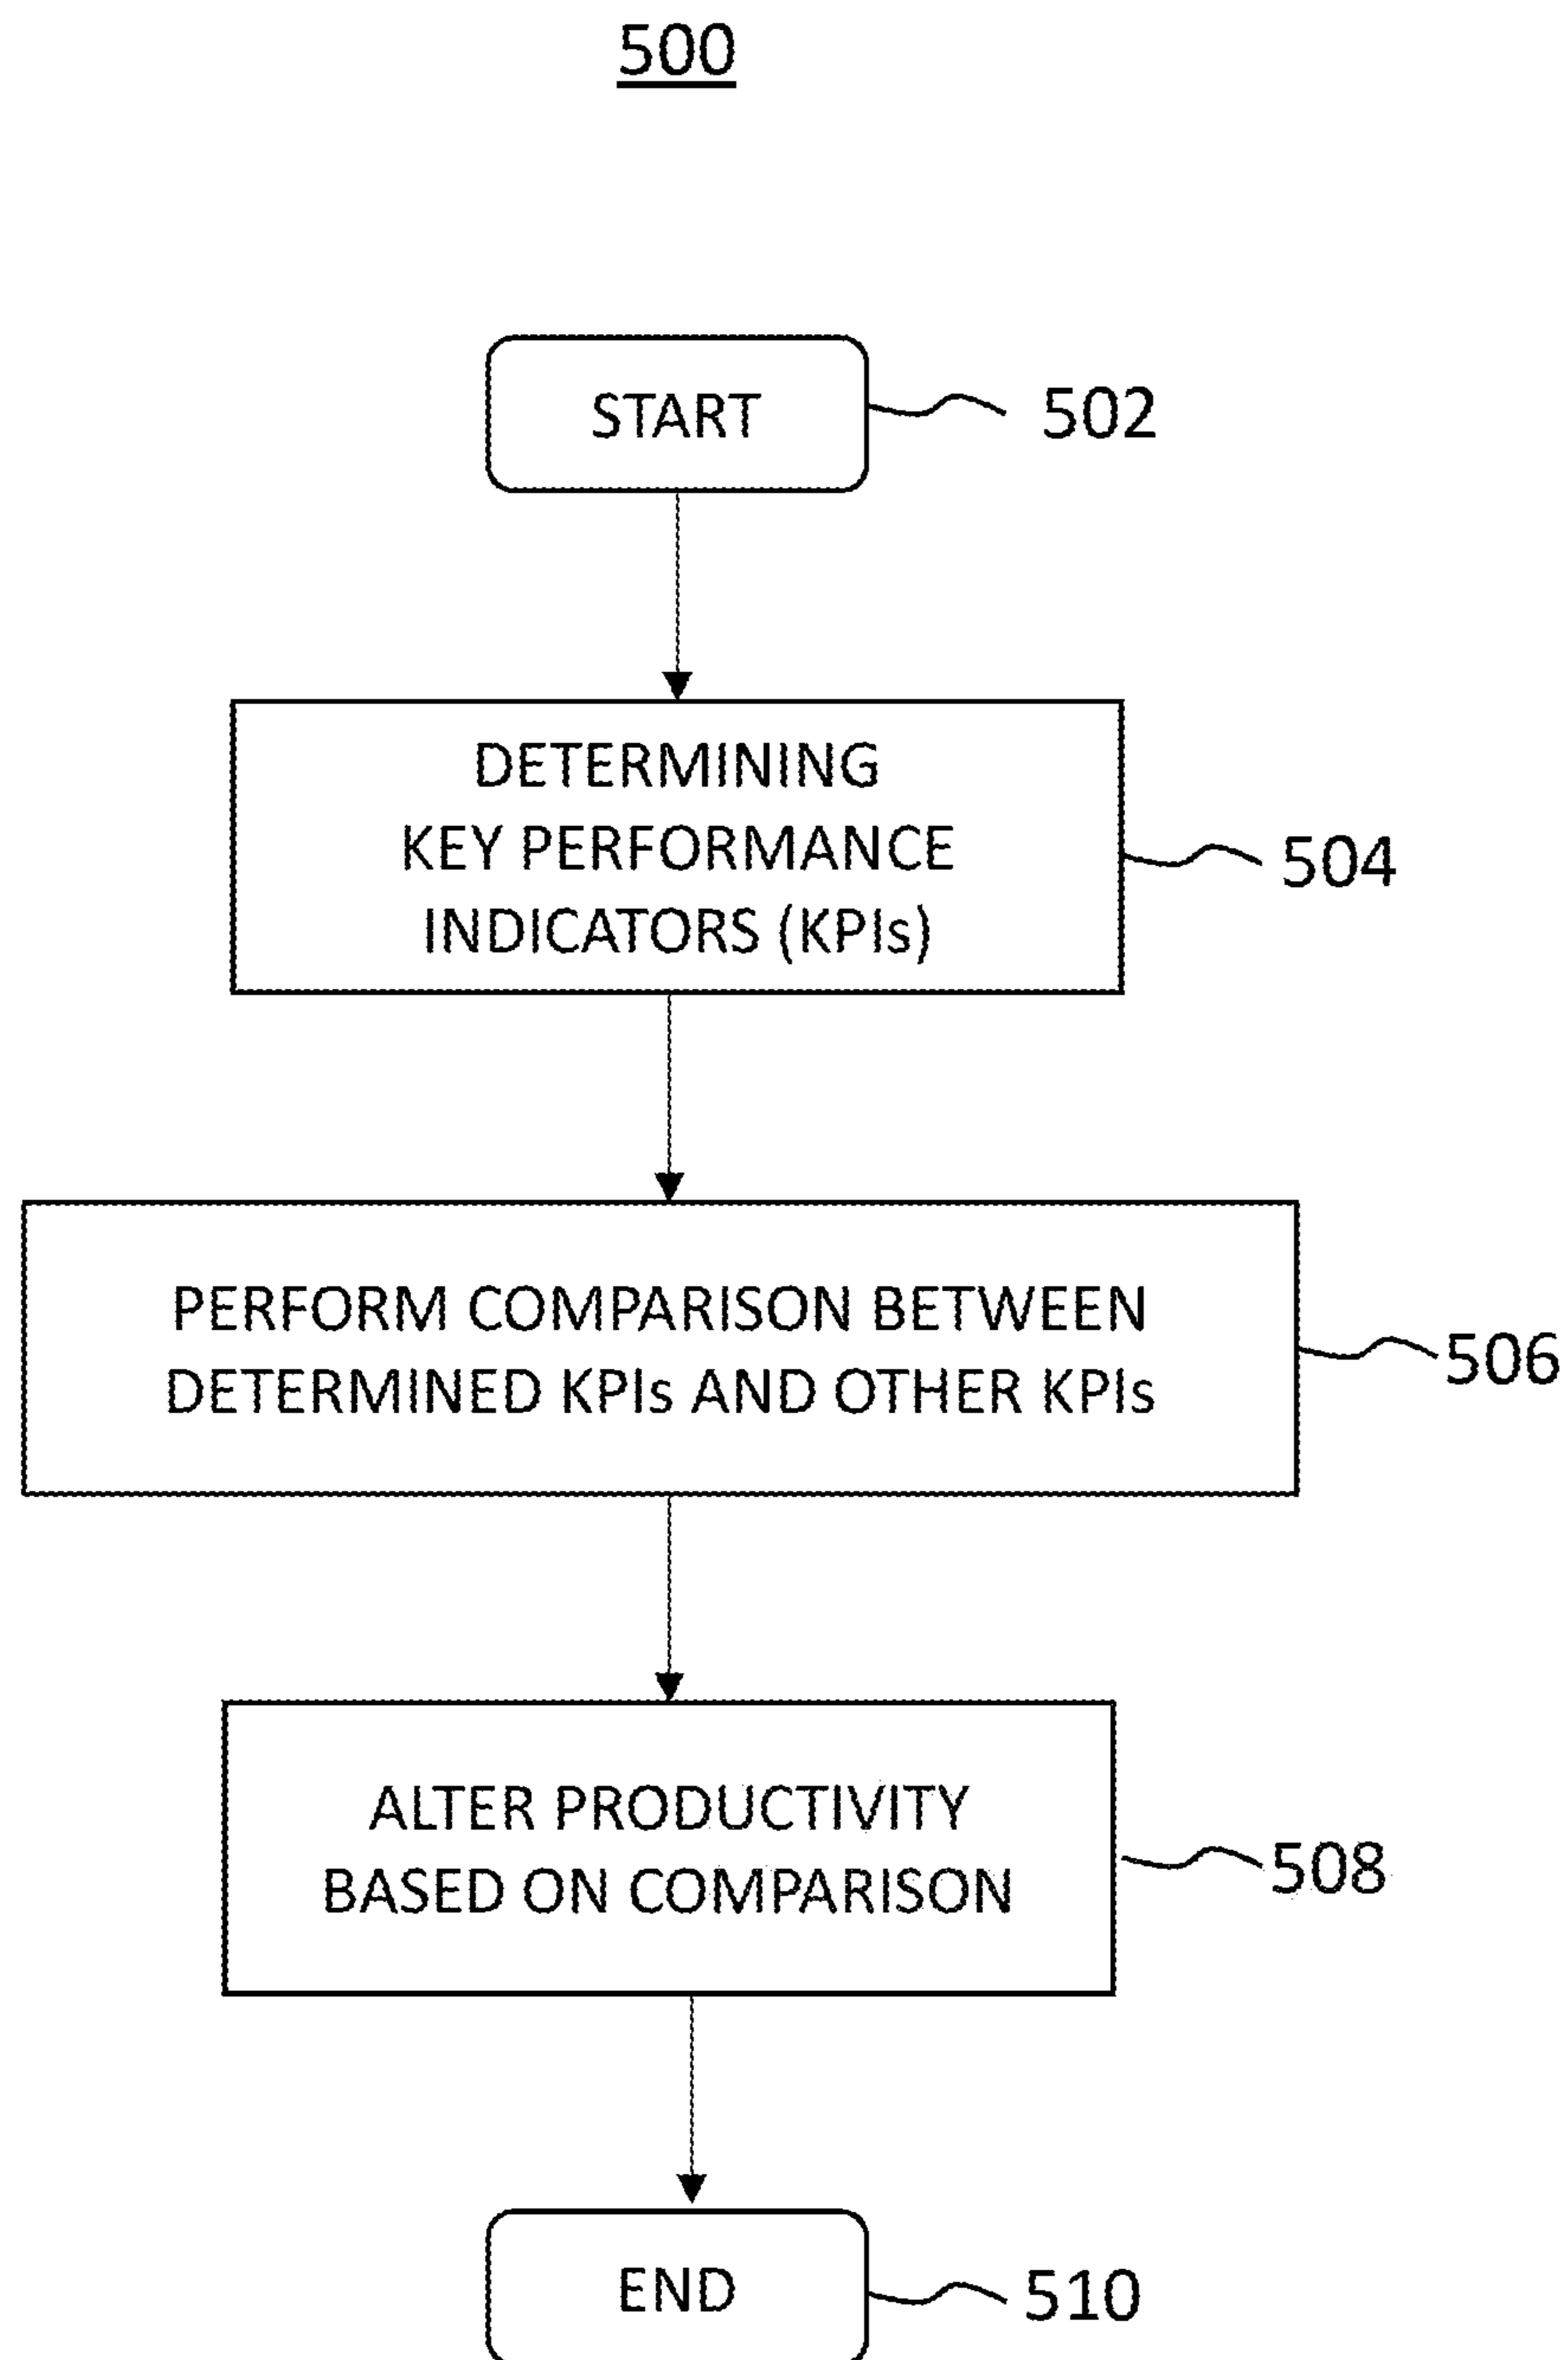 500
START
502
DETERMINING
KEY PERFORMANCE
INDICATORS (KPIs)
504
PERFORM COMPARISON BETWEEN
DETERMINED KPIs AND OTHER KPIs
506
ALTER PRODUCTIVITY
BASED ON COMPARISON
508
END
510